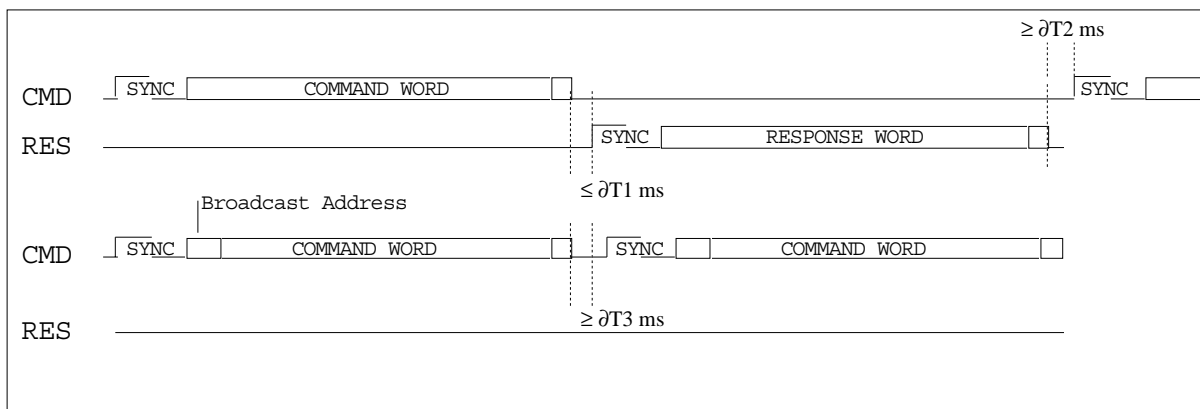 ≥ ∂T2 ms
CMD SYNC COMMAND WORD SYNC
RES SYNC RESPONSE WORD
≤ ∂T1 ms
Broadcast Address
CMD SYNC COMMAND WORD SYNC COMMAND WORD
≥ ∂T3 ms
RES